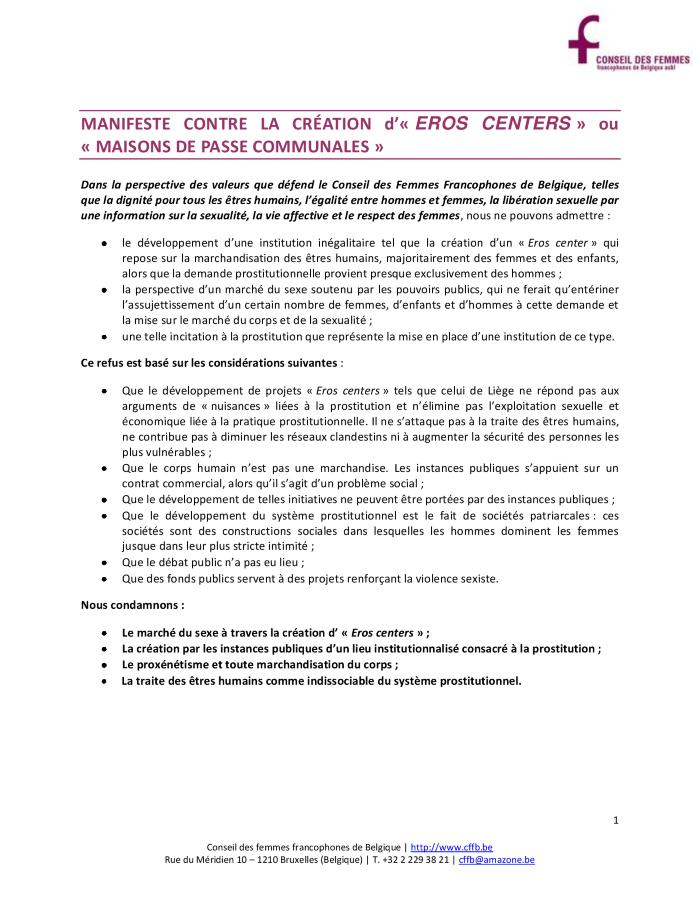 CONSEIL DES FEMMES
francophones de Belgique asbl
MANIFESTE CONTRE LA CRÉATION d’« EROS CENTERS » ou
« MAISONS DE PASSE COMMUNALES »
Dans la perspective des valeurs que défend le Conseil des Femmes Francophones de Belgique, telles
que la dignité pour tous les êtres humains, l’égalité entre hommes et femmes, la libération sexuelle par
une information sur la sexualité, la vie affective et le respect des femmes, nous ne pouvons admettre :
• le développement d’une institution inégalitaire tel que la création d’un « Eros center » qui
repose sur la marchandisation des êtres humains, majoritairement des femmes et des enfants,
alors que la demande prostitutionnelle provient presque exclusivement des hommes ;
• la perspective d’un marché du sexe soutenu par les pouvoirs publics, qui ne ferait qu’entériner
l’assujettissement d’un certain nombre de femmes, d’enfants et d’hommes à cette demande et
la mise sur le marché du corps et de la sexualité ;
• une telle incitation à la prostitution que représente la mise en place d’une institution de ce type.
Ce refus est basé sur les considérations suivantes :
• Que le développement de projets « Eros centers » tels que celui de Liège ne répond pas aux
arguments de « nuisances » liées à la prostitution et n’élimine pas l’exploitation sexuelle et
économique liée à la pratique prostitutionnelle. Il ne s’attaque pas à la traite des êtres humains,
ne contribue pas à diminuer les réseaux clandestins ni à augmenter la sécurité des personnes les
plus vulnérables ;
• Que le corps humain n’est pas une marchandise. Les instances publiques s’appuient sur un
contrat commercial, alors qu’il s’agit d’un problème social ;
• Que le développement de telles initiatives ne peuvent être portées par des instances publiques ;
• Que le développement du système prostitutionnel est le fait de sociétés patriarcales : ces
sociétés sont des constructions sociales dans lesquelles les hommes dominent les femmes
jusque dans leur plus stricte intimité ;
• Que le débat public n’a pas eu lieu ;
• Que des fonds publics servent à des projets renforçant la violence sexiste.
Nous condamnons :
• Le marché du sexe à travers la création d’ « Eros centers » ;
• La création par les instances publiques d’un lieu institutionnalisé consacré à la prostitution ;
• Le proxénétisme et toute marchandisation du corps ;
• La traite des êtres humains comme indissociable du système prostitutionnel.
1
Conseil des femmes francophones de Belgique | http://www.cffb.be
Rue du Méridien 10 – 1210 Bruxelles (Belgique) | T. +32 2 229 38 21 | cffb@amazone.be